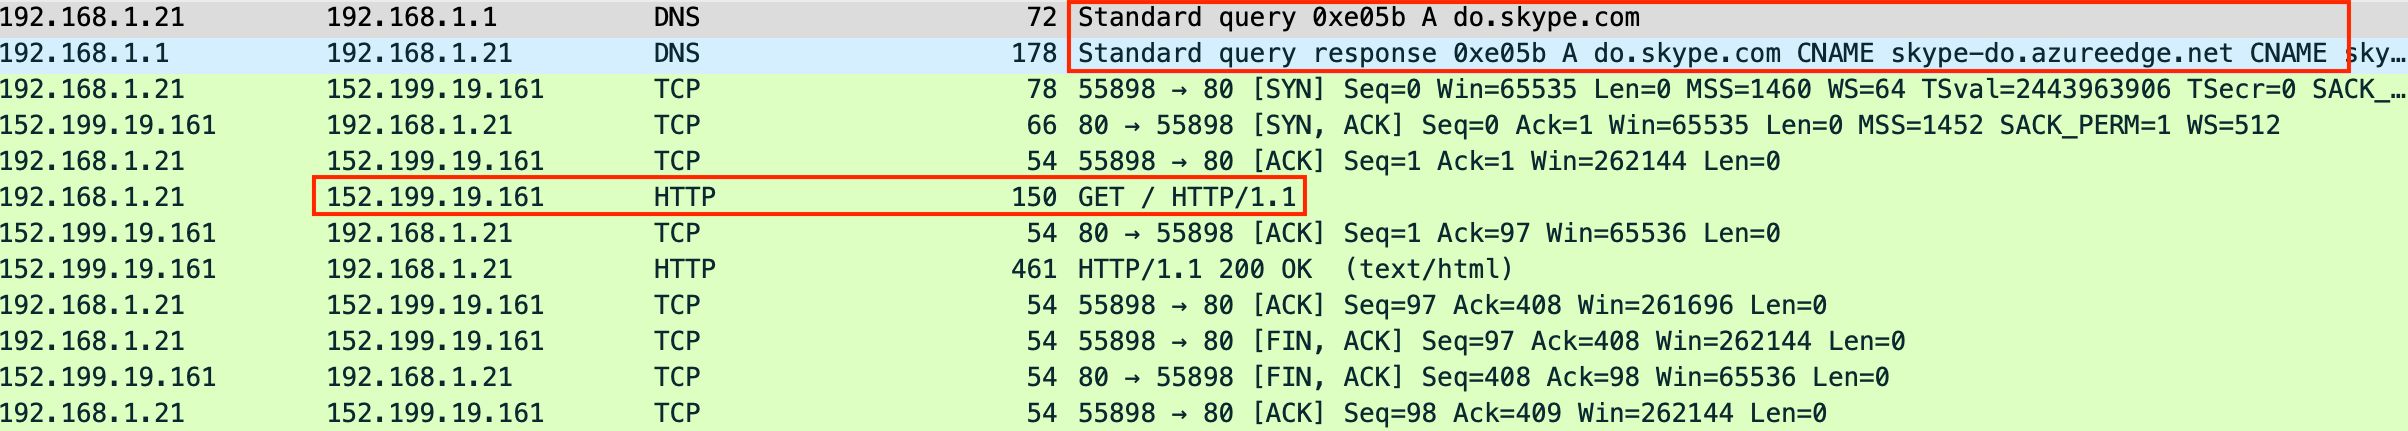 192.168.1.21 192.168.1.1 DNS 72 Standard query 0xe05b A do.skype.com
192.168.1.1 192.168.1.21 DNS 178 Standard query response 0xe05b A do.skype.com CNAME skype-do.azureedge.net CNAME sky…
192.168.1.21 152.199.19.161 TCP 78 55898 → 80 [SYN] Seq=0 Win=65535 Len=0 MSS=1460 WS=64 TSval=2443963906 TSecr=0 SACK_…
152.199.19.161 192.168.1.21 TCP 66 80 → 55898 [SYN, ACK] Seq=0 Ack=1 Win=65535 Len=0 MSS=1452 SACK_PERM=1 WS=512
192.168.1.21 152.199.19.161 TCP 54 55898 → 80 [ACK] Seq=1 Ack=1 Win=262144 Len=0
192.168.1.21 152.199.19.161 HTTP 150 GET / HTTP/1.1
152.199.19.161 192.168.1.21 TCP 54 80 → 55898 [ACK] Seq=1 Ack=97 Win=65536 Len=0
152.199.19.161 192.168.1.21 HTTP 461 HTTP/1.1 200 OK (text/html)
192.168.1.21 152.199.19.161 TCP 54 55898 → 80 [ACK] Seq=97 Ack=408 Win=261696 Len=0
192.168.1.21 152.199.19.161 TCP 54 55898 → 80 [FIN, ACK] Seq=97 Ack=408 Win=262144 Len=0
152.199.19.161 192.168.1.21 TCP 54 80 → 55898 [FIN, ACK] Seq=408 Ack=98 Win=65536 Len=0
192.168.1.21 152.199.19.161 TCP 54 55898 → 80 [ACK] Seq=98 Ack=409 Win=262144 Len=0